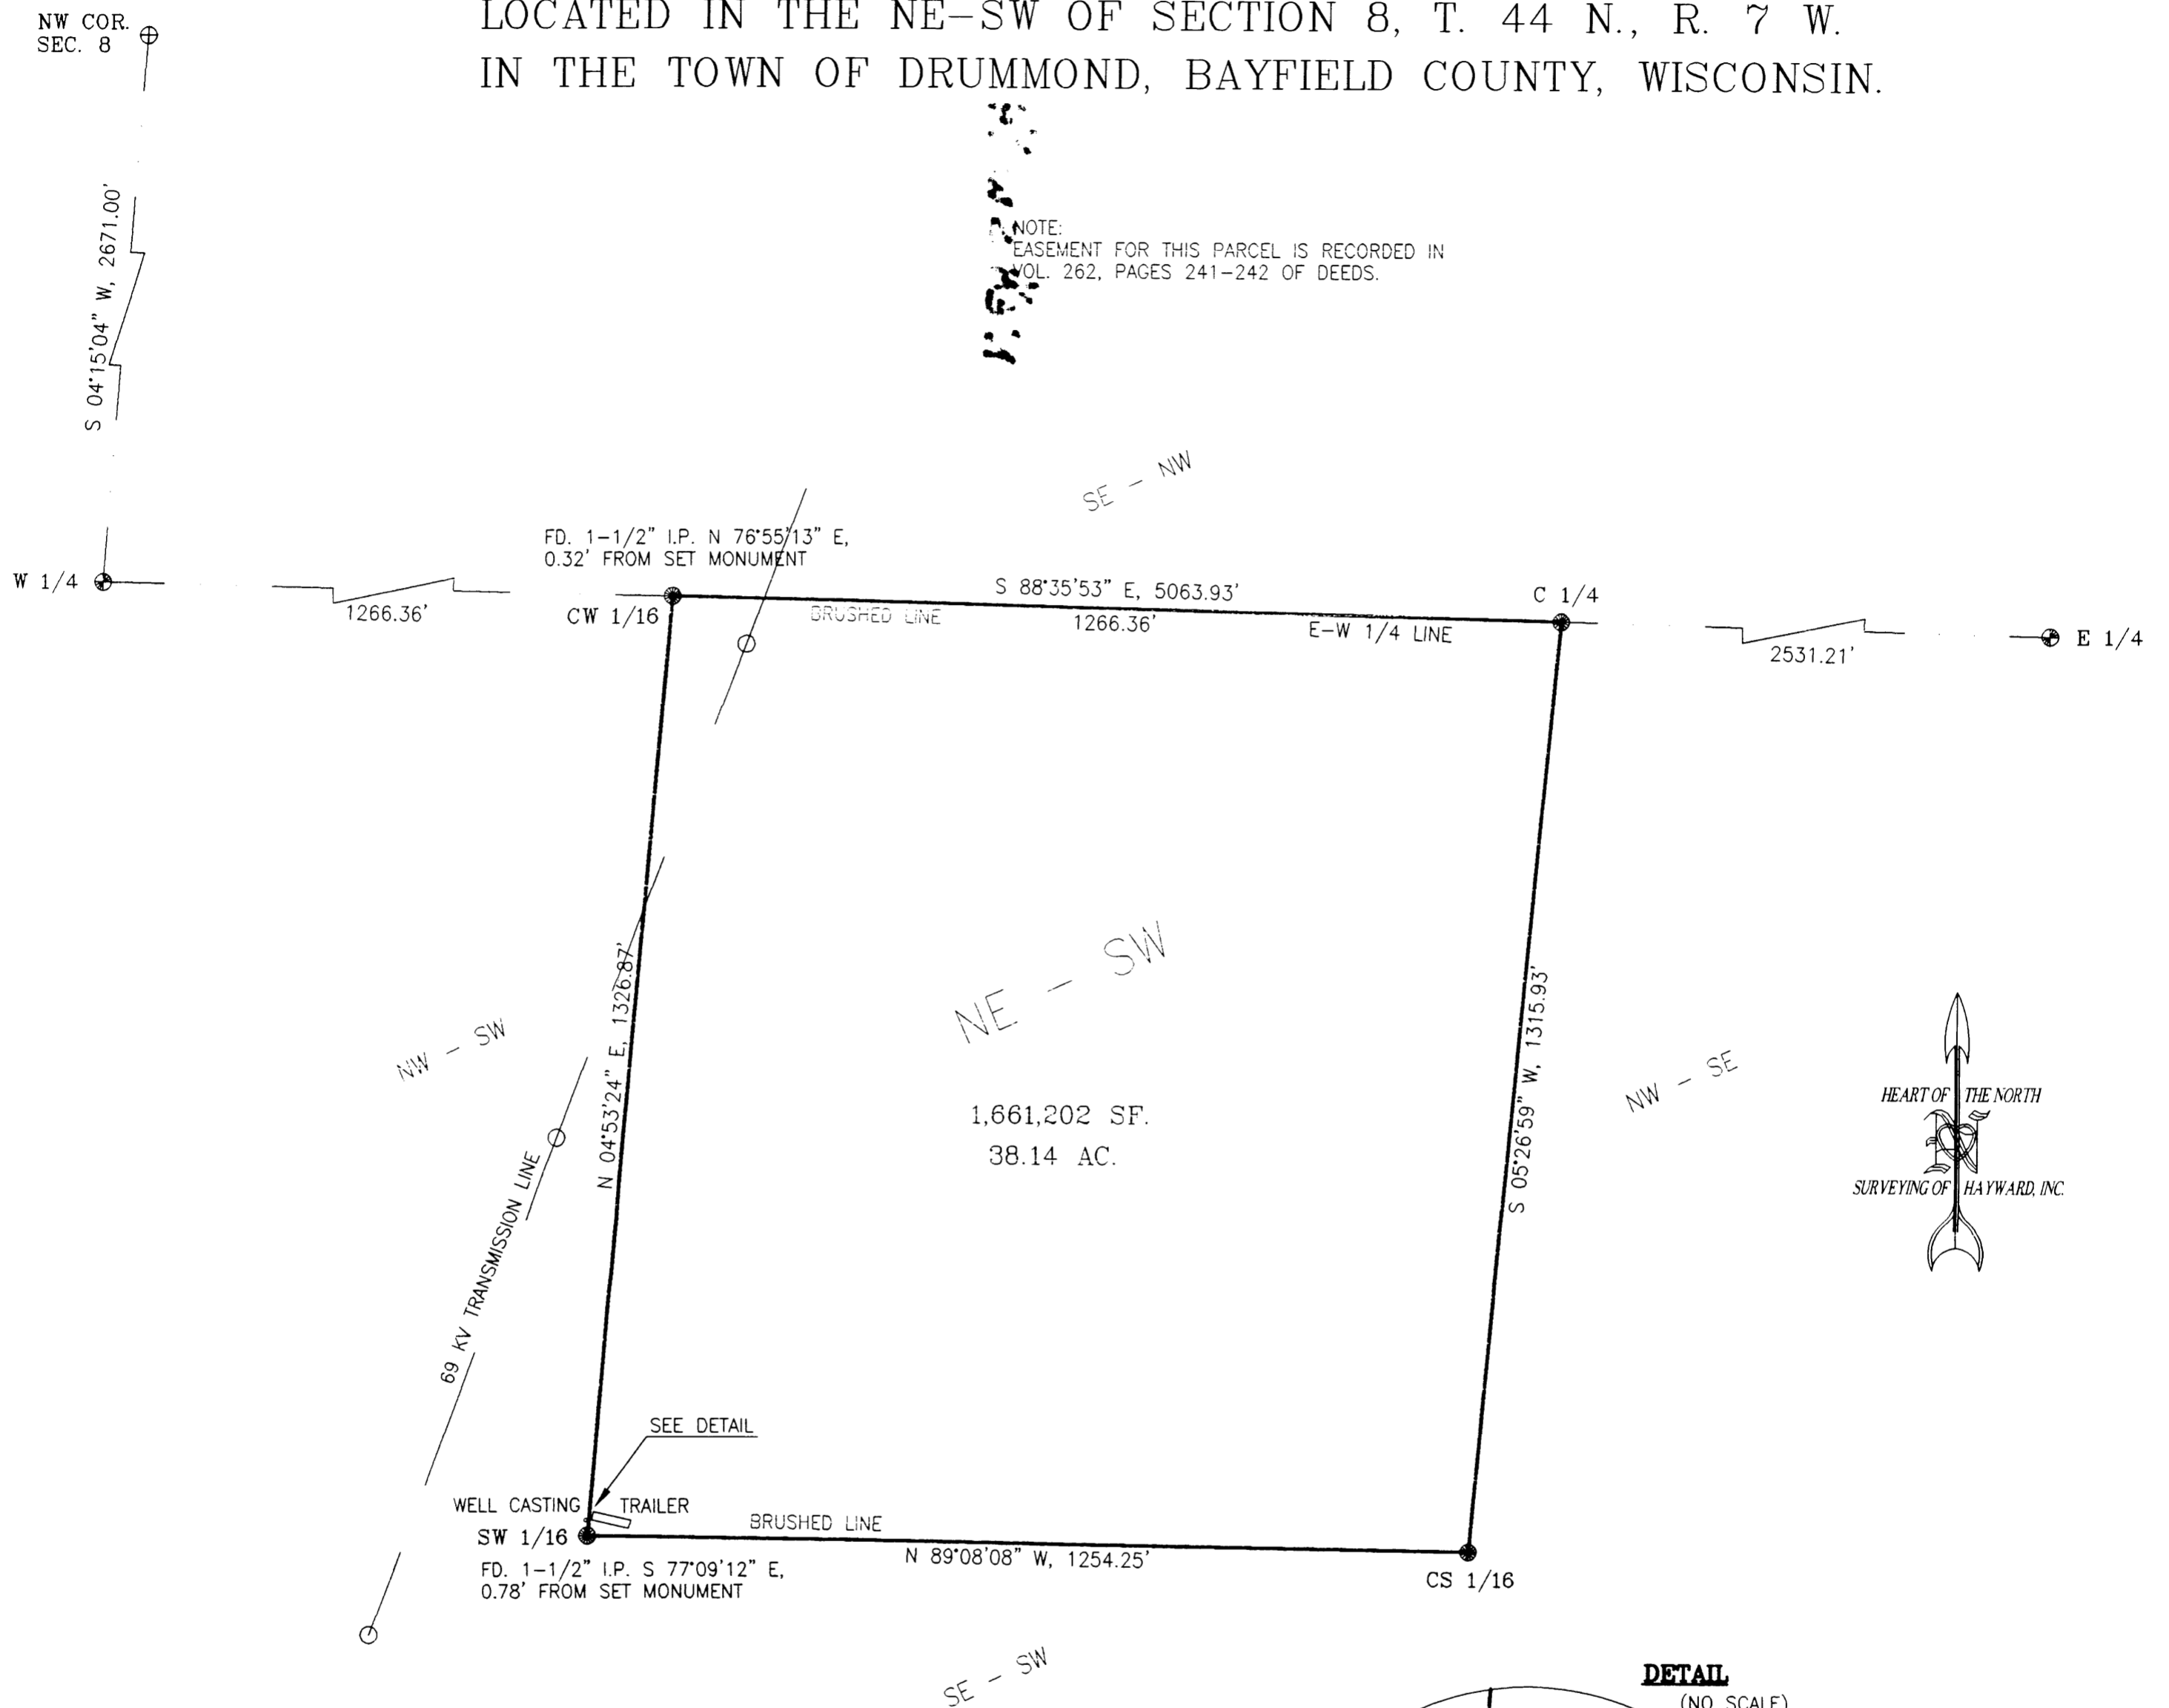 LOCATED IN THE NE-SW OF SECTION 8, T. 44 N., R. 7 W.
IN THE TOWN OF DRUMMOND, BAYFIELD COUNTY, WISCONSIN.
NW COR.
SEC. 8
S 04°15'04" W, 2671.00'
NOTE:
EASEMENT FOR THIS PARCEL IS RECORDED IN
VOL. 262, PAGES 241-242 OF DEEDS.
SE - NW
FD. 1-1/2" I.P. N 76°55'13" E,
0.32' FROM SET MONUMENT
W 1/4
1266.36'
CW 1/16
S 88°35'53" E, 5063.93'
BRUSHED LINE
1266.36'
E-W 1/4 LINE
C 1/4
2531.21'
E 1/4
N 04°53'24" E, 1326.87'
NE - SW
S 05°26'59" W, 1315.93'
NW - SW
NW - SE
1,661,202 SF.
38.14 AC.
HEART OF THE NORTH
SURVEYING OF HAYWARD, INC.
69 KV TRANSMISSION LINE
SEE DETAIL
WELL CASTING
TRAILER
SW 1/16
BRUSHED LINE
N 89°08'08" W, 1254.25'
FD. 1-1/2" I.P. S 77°09'12" E,
0.78' FROM SET MONUMENT
CS 1/16
SE - SW
DETAIL
(NO SCALE)